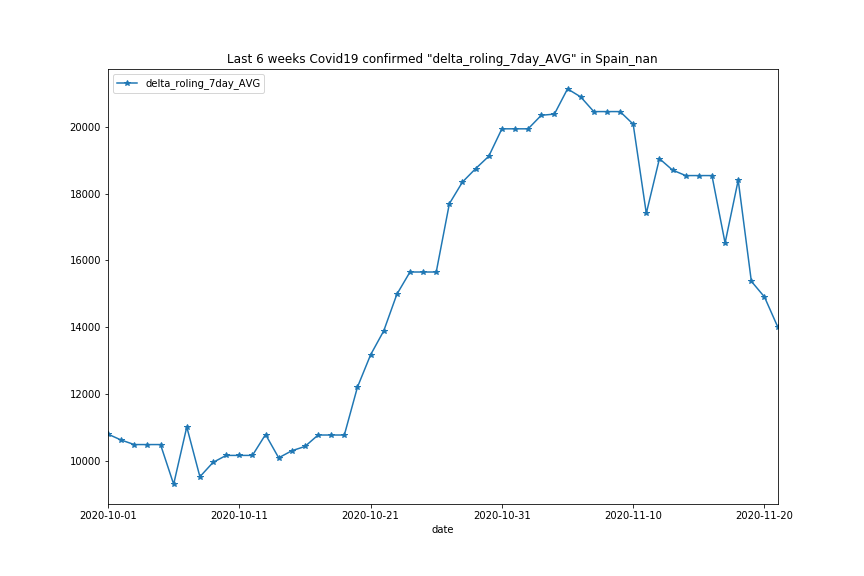 Last 6 weeks Covid19 confirmed "delta_roling_7day_AVG" in Spain_nan
delta_roling_7day_AVG
20000
18000
16000
14000
12000
10000
2020-10-01 2020-10-11 2020-10-21 2020-10-31 2020-11-10 2020-11-20
date